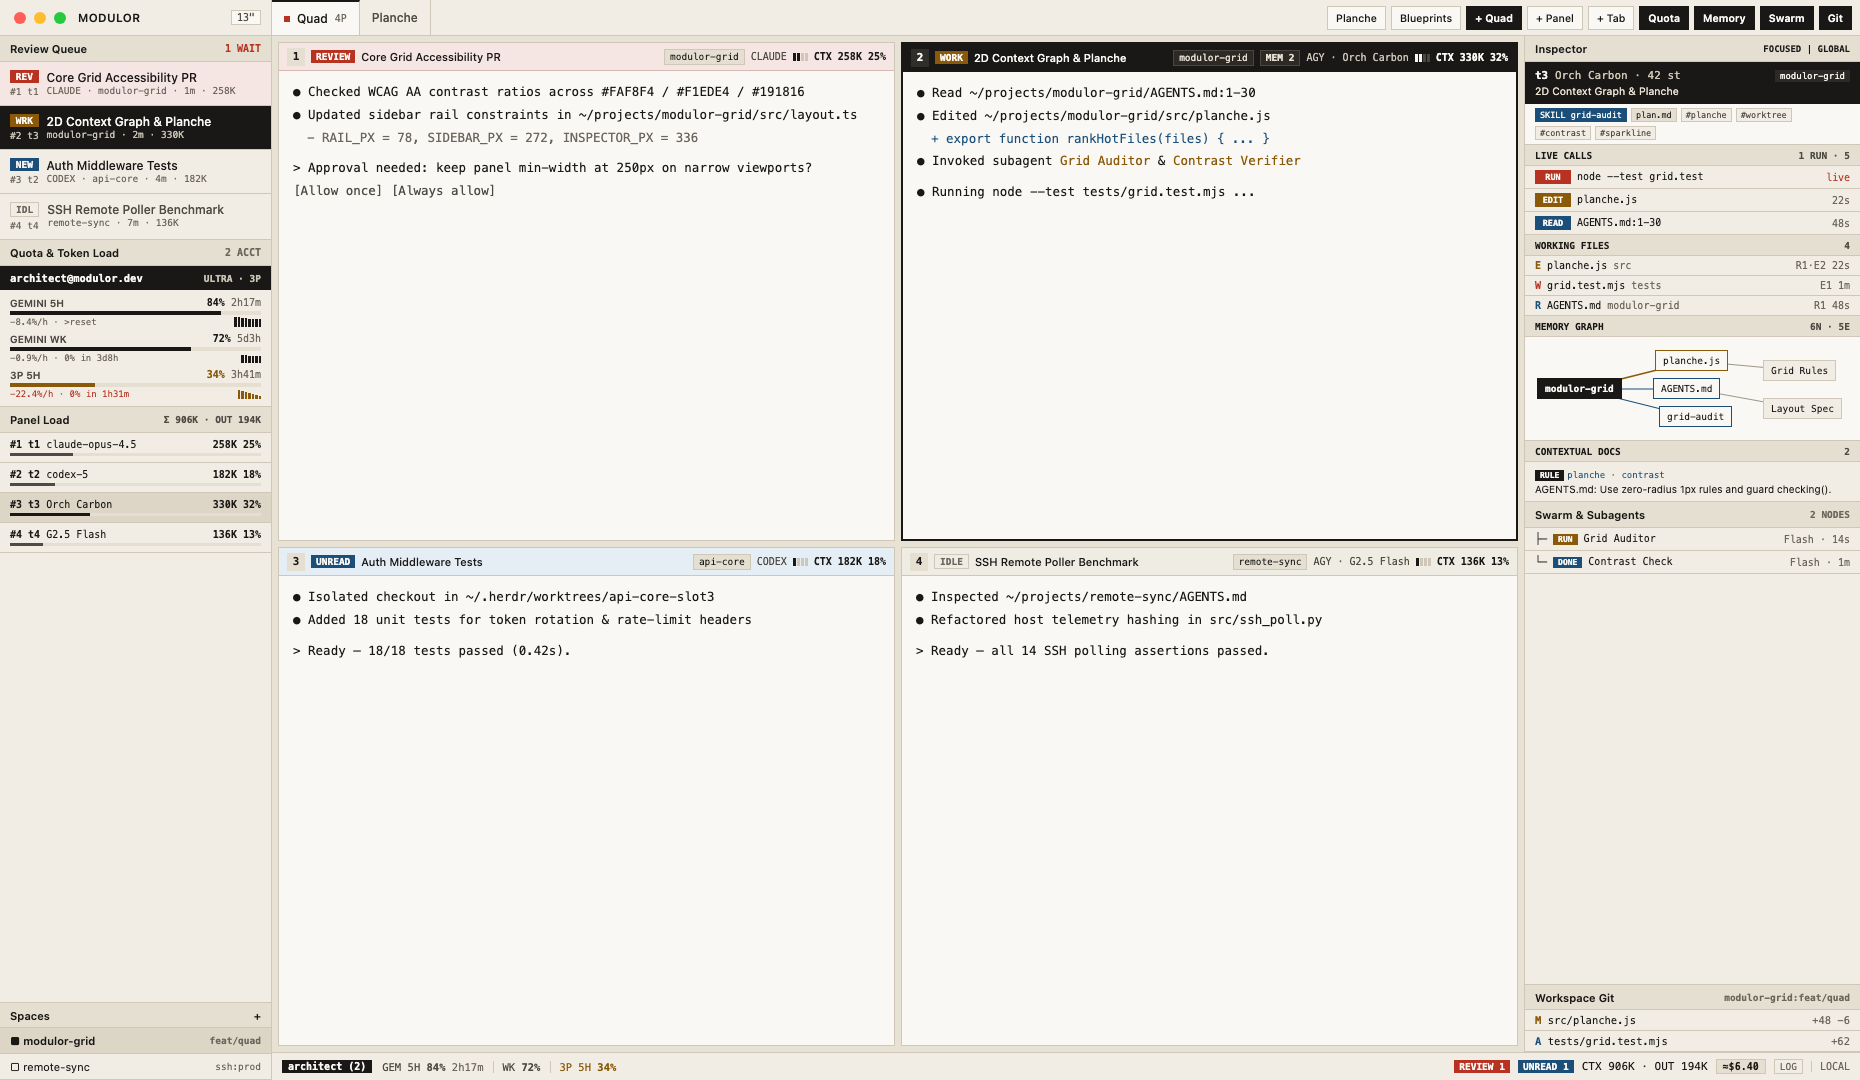 MODULOR 13"
Quad 4P Planche
Planche Blueprints + Quad + Panel + Tab Quota Memory Swarm Git
Review Queue 1 WAIT
REV Core Grid Accessibility PR
#1 t1 CLAUDE · modulor-grid · 1m · 258K
WRK 2D Context Graph & Planche
#2 t3 modulor-grid · 2m · 330K
NEW Auth Middleware Tests
#3 t2 CODEX · api-core · 4m · 182K
IDL SSH Remote Poller Benchmark
#4 t4 remote-sync · 7m · 136K
Quota & Token Load 2 ACCT
architect@modulor.dev ULTRA · 3P
GEMINI 5H 84% 2h17m
−8.4%/h · >reset
GEMINI WK 72% 5d3h
−0.9%/h · 0% in 3d8h
3P 5H 34% 3h41m
−22.4%/h · 0% in 1h31m
Panel Load Σ 906K · OUT 194K
#1 t1 claude-opus-4.5 258K 25%
#2 t2 codex-5 182K 18%
#3 t3 Orch Carbon 330K 32%
#4 t4 G2.5 Flash 136K 13%
Spaces +
modulor-grid feat/quad
remote-sync ssh:prod
1 REVIEW Core Grid Accessibility PR modulor-grid CLAUDE CTX 258K 25%
● Checked WCAG AA contrast ratios across #FAF8F4 / #F1EDE4 / #191816
● Updated sidebar rail constraints in ~/projects/modulor-grid/src/layout.ts
− RAIL_PX = 78, SIDEBAR_PX = 272, INSPECTOR_PX = 336
> Approval needed: keep panel min-width at 250px on narrow viewports?
[Allow once] [Always allow]
2 WORK 2D Context Graph & Planche modulor-grid MEM 2 AGY · Orch Carbon CTX 330K 32%
● Read ~/projects/modulor-grid/AGENTS.md:1-30
● Edited ~/projects/modulor-grid/src/planche.js
+ export function rankHotFiles(files) { ... }
● Invoked subagent Grid Auditor & Contrast Verifier
● Running node --test tests/grid.test.mjs ...
3 UNREAD Auth Middleware Tests api-core CODEX CTX 182K 18%
● Isolated checkout in ~/.herdr/worktrees/api-core-slot3
● Added 18 unit tests for token rotation & rate-limit headers
> Ready — 18/18 tests passed (0.42s).
4 IDLE SSH Remote Poller Benchmark remote-sync AGY · G2.5 Flash CTX 136K 13%
● Inspected ~/projects/remote-sync/AGENTS.md
● Refactored host telemetry hashing in src/ssh_poll.py
> Ready — all 14 SSH polling assertions passed.
Inspector FOCUSED | GLOBAL
t3 Orch Carbon · 42 st modulor-grid
2D Context Graph & Planche
SKILL grid-audit plan.md #planche #worktree
#contrast #sparkline
LIVE CALLS 1 RUN · 5
RUN node --test grid.test live
EDIT planche.js 22s
READ AGENTS.md:1-30 48s
WORKING FILES 4
E planche.js src R1·E2 22s
W grid.test.mjs tests E1 1m
R AGENTS.md modulor-grid R1 48s
MEMORY GRAPH 6N · 5E
planche.js
Grid Rules
modulor-grid AGENTS.md
Layout Spec
grid-audit
CONTEXTUAL DOCS 2
RULE planche · contrast
AGENTS.md: Use zero-radius 1px rules and guard checking().
Swarm & Subagents 2 NODES
├─ RUN Grid Auditor Flash · 14s
└─ DONE Contrast Check Flash · 1m
Workspace Git modulor-grid:feat/quad
M src/planche.js +48 −6
A tests/grid.test.mjs +62
architect (2) GEM 5H 84% 2h17m WK 72% 3P 5H 34%
REVIEW 1 UNREAD 1 CTX 906K · OUT 194K ≈$6.40 LOG LOCAL